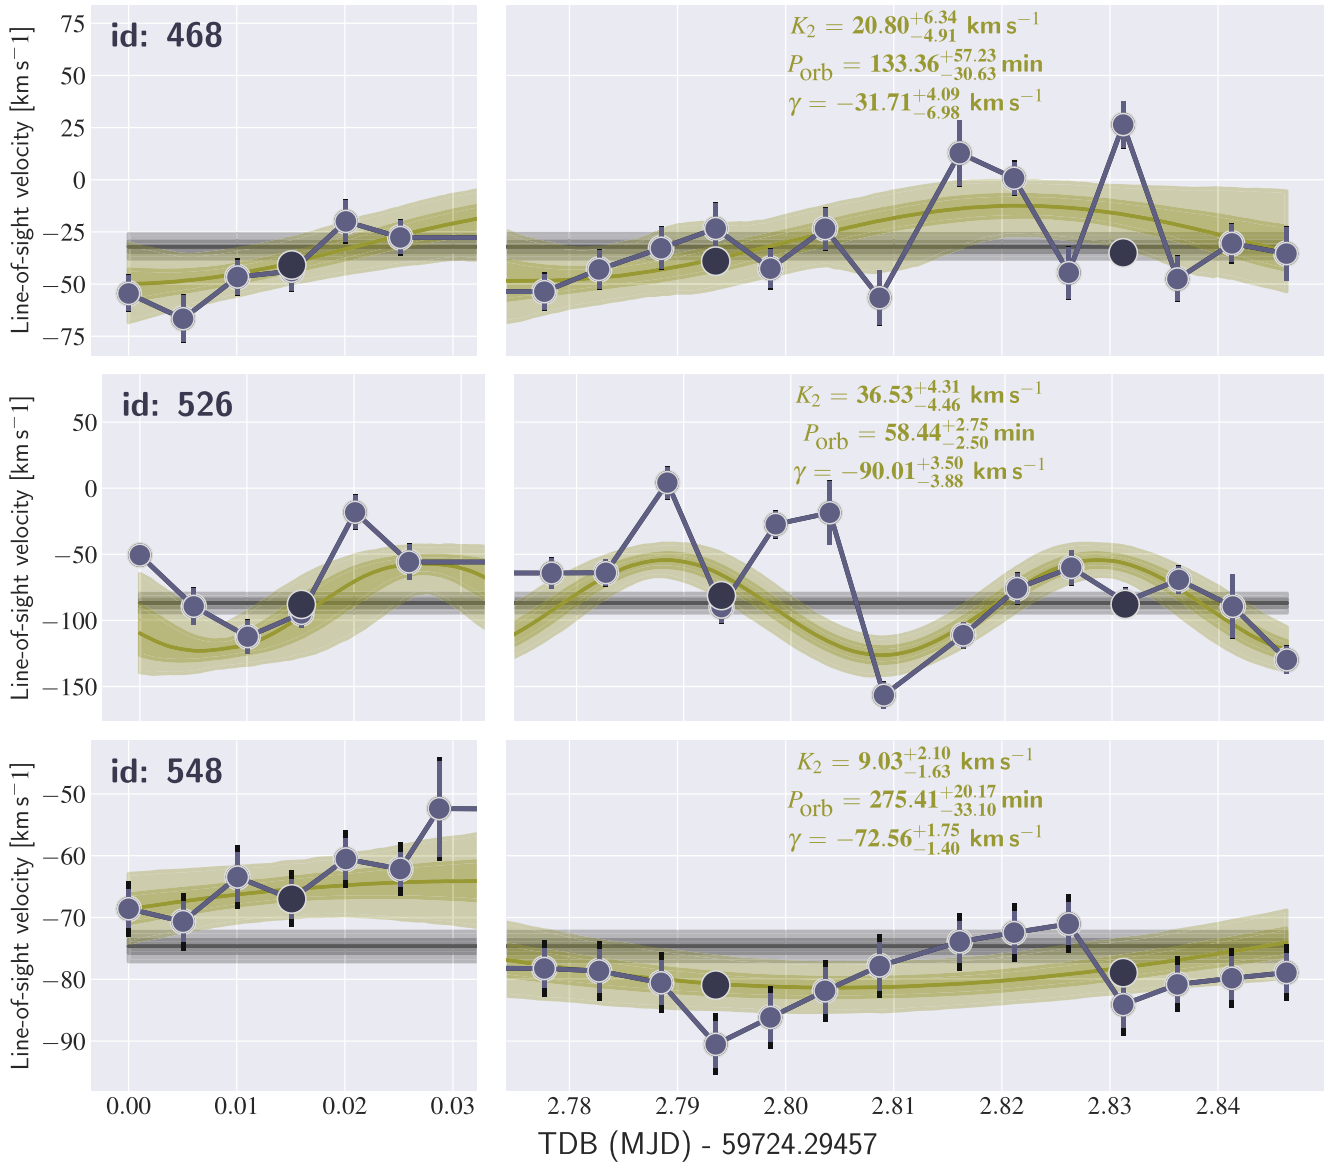 id: 468
K₂ = 20.80⁺⁶·³⁴₋₄.₉₁ km s⁻¹
P_orb = 133.36⁺⁵⁷·²³₋₃₀.₆₃ min
γ = −31.71⁺⁴·⁰⁹₋₆.₉₈ km s⁻¹
Line-of-sight velocity [km s−1]
75
50
25
0
−25
−50
−75
id: 526
K₂ = 36.53⁺⁴·³¹₋₄.₄₆ km s⁻¹
P_orb = 58.44⁺²·⁷⁵₋₂.₅₀ min
γ = −90.01⁺³·⁵⁰₋₃.₈₈ km s⁻¹
Line-of-sight velocity [km s−1]
50
0
−50
−100
−150
id: 548
K₂ = 9.03⁺²·¹⁰₋₁.₆₃ km s⁻¹
P_orb = 275.41⁺²⁰·¹⁷₋₃₃.₁₀ min
γ = −72.56⁺¹·⁷⁵₋₁.₄₀ km s⁻¹
Line-of-sight velocity [km s−1]
−50
−60
−70
−80
−90
0.00 0.01 0.02 0.03 2.78 2.79 2.80 2.81 2.82 2.83 2.84
TDB (MJD) - 59724.29457